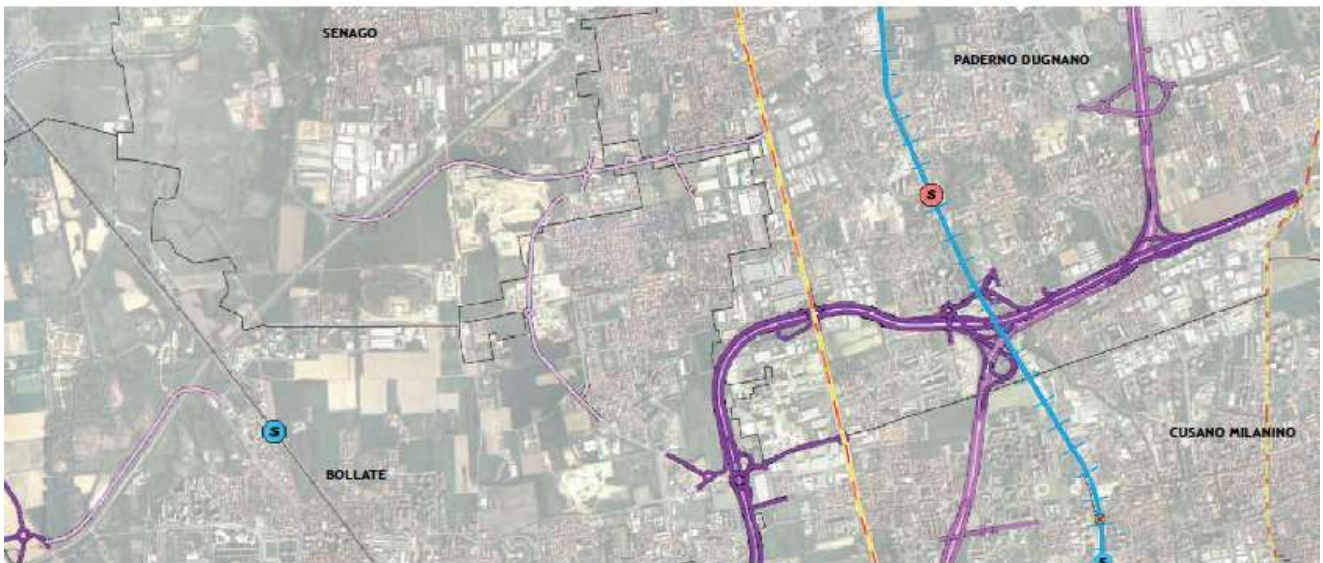 SENAGO
PADERNO DUGNANO
S
CUSANO MILANINO
S
BOLLATE
S